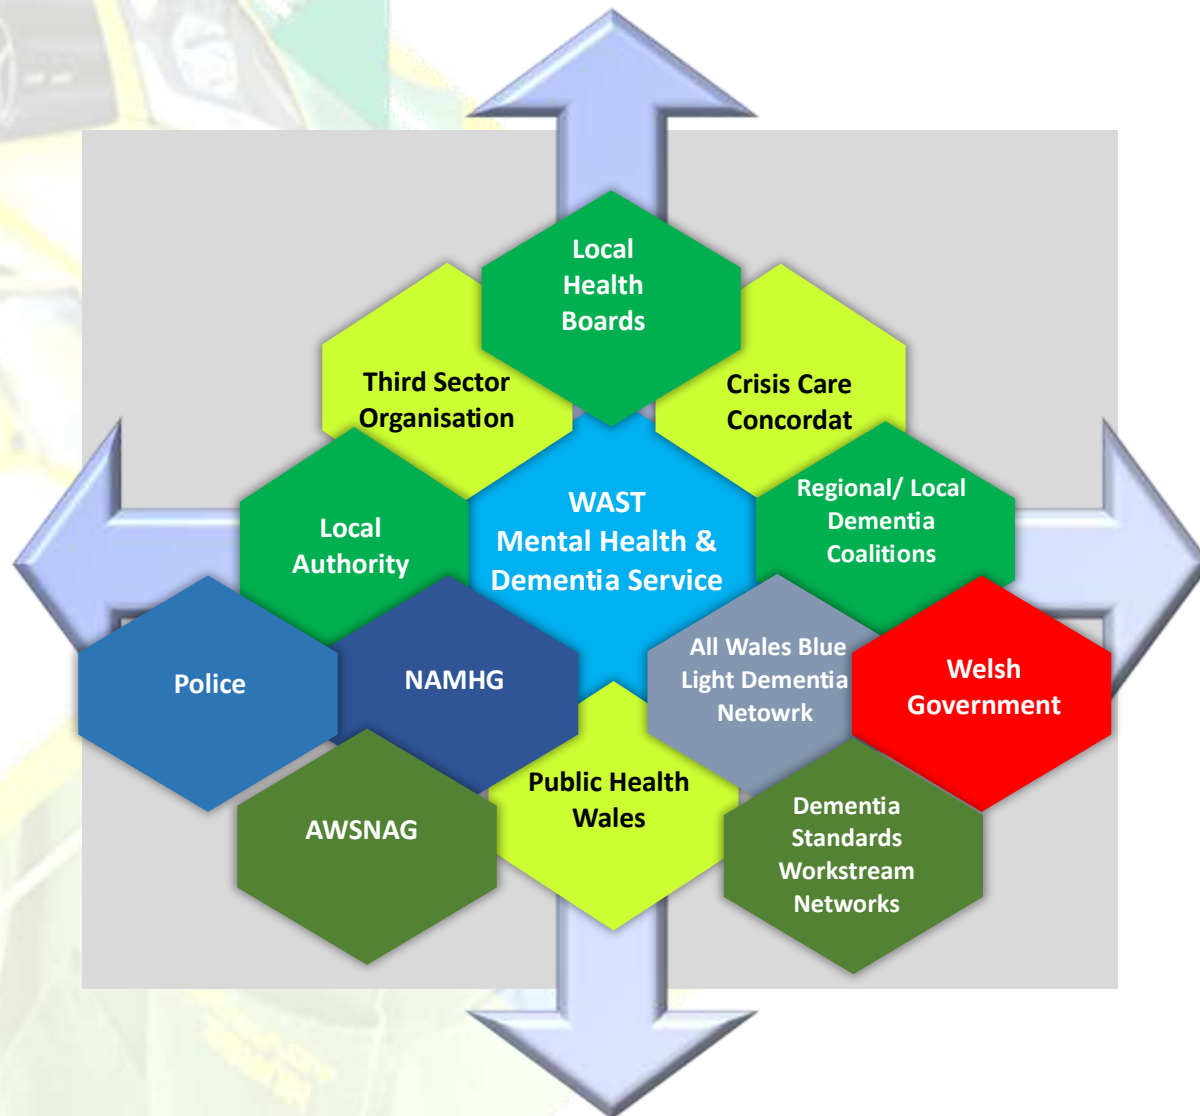 Local
Health
Boards
Third Sector
Organisation
Crisis Care
Concordat
WAST
Mental Health &
Dementia Service
Regional/ Local
Dementia
Coalitions
Local
Authority
Police
NAMHG
All Wales Blue
Light Dementia
Netowrk
Welsh
Government
AWSNAG
Public Health
Wales
Dementia
Standards
Workstream
Networks